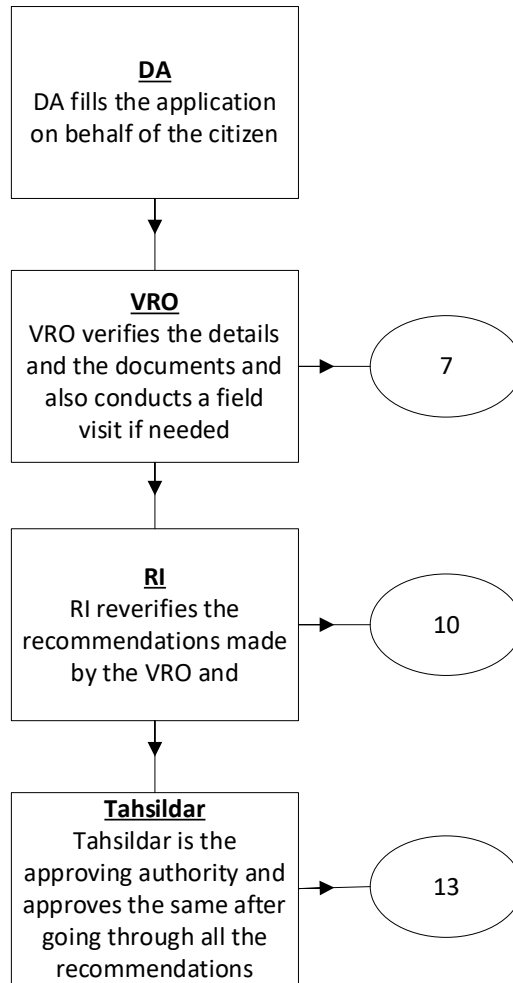 DA
DA fills the application
on behalf of the citizen
VRO
VRO verifies the details
and the documents and
also conducts a field
visit if needed
7
RI
RI reverifies the
recommendations made
by the VRO and
10
Tahsildar
Tahsildar is the
approving authority and
approves the same after
going through all the
recommendations
13